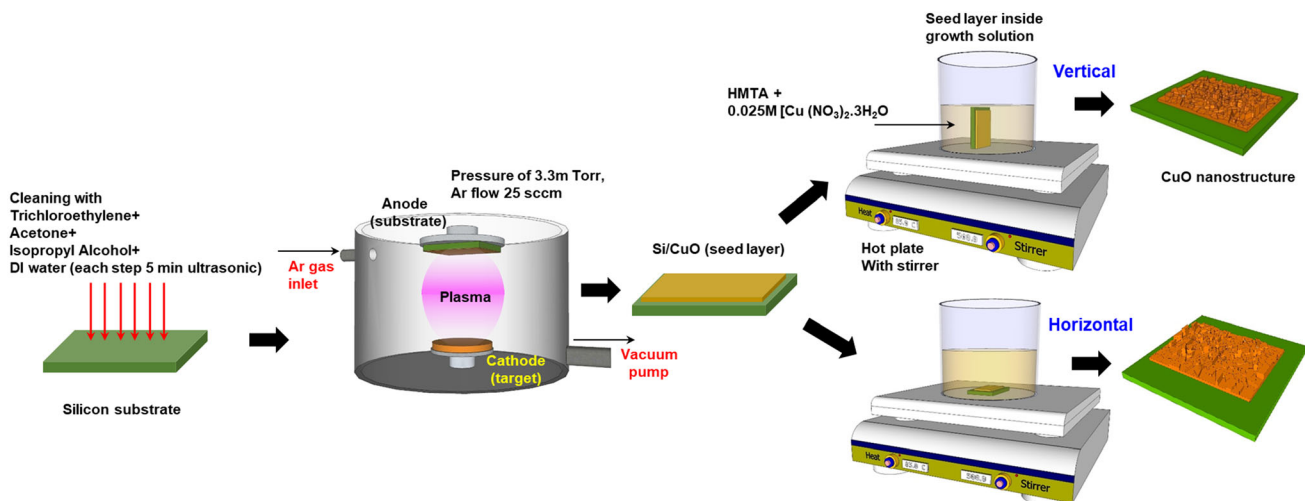 Cleaning with
Trichloroethylene+
Acetone+
Isopropyl Alcohol+
DI water (each step 5 min ultrasonic)
Silicon substrate
Pressure of 3.3m Torr,
Ar flow 25 sccm
Anode
(substrate)
Ar gas
inlet
Plasma
Cathode
(target)
Vacuum
pump
Si/CuO (seed layer)
Seed layer inside
growth solution
HMTA +
0.025M [Cu (NO₃)₂.3H₂O
Vertical
CuO nanostructure
Heat
Stirrer
Hot plate
With stirrer
Horizontal
Heat
Stirrer